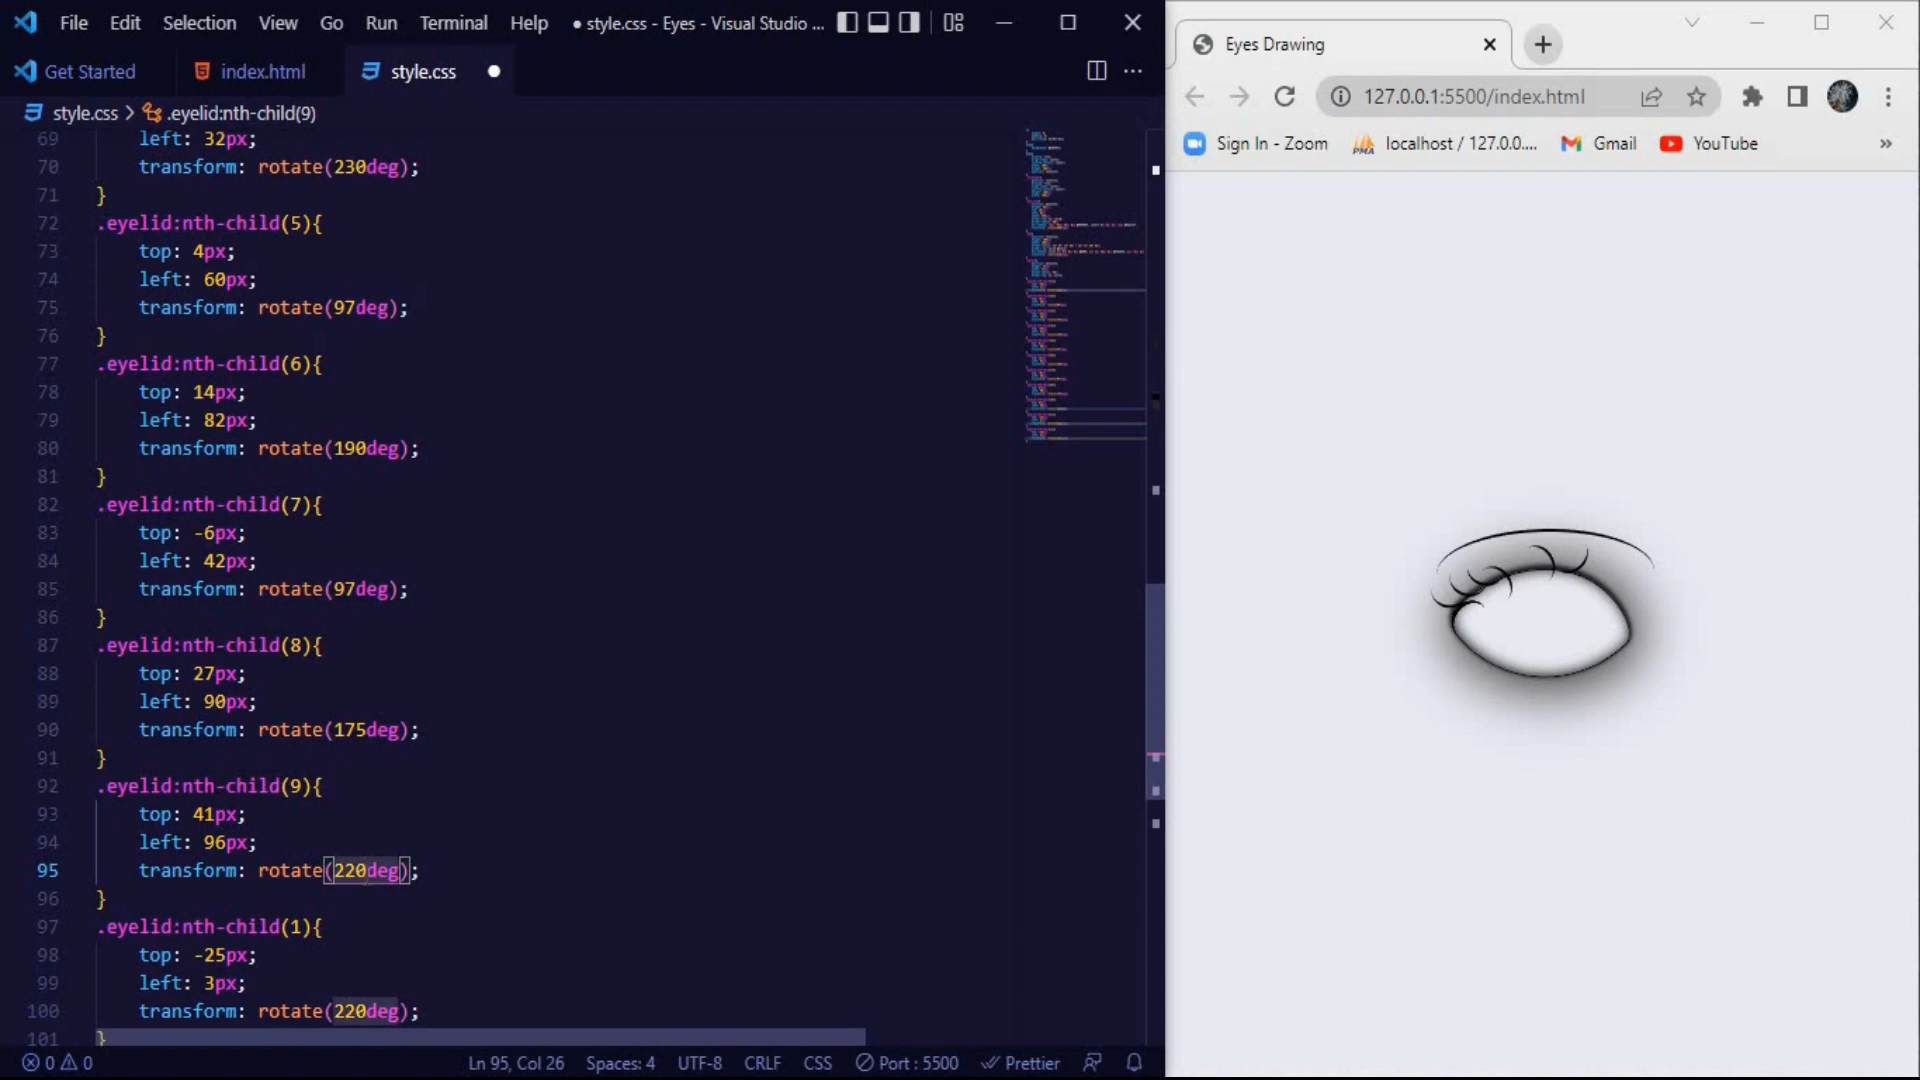 File Edit Selection View Go Run Terminal Help ● style.css - Eyes - Visual Studio ...
Get Started index.html style.css ●
style.css > .eyelid:nth-child(9)
69 left: 32px;
70 transform: rotate(230deg);
71 }
72 .eyelid:nth-child(5){
73 top: 4px;
74 left: 60px;
75 transform: rotate(97deg);
76 }
77 .eyelid:nth-child(6){
78 top: 14px;
79 left: 82px;
80 transform: rotate(190deg);
81 }
82 .eyelid:nth-child(7){
83 top: -6px;
84 left: 42px;
85 transform: rotate(97deg);
86 }
87 .eyelid:nth-child(8){
88 top: 27px;
89 left: 90px;
90 transform: rotate(175deg);
91 }
92 .eyelid:nth-child(9){
93 top: 41px;
94 left: 96px;
95 transform: rotate(220deg);
96 }
97 .eyelid:nth-child(1){
98 top: -25px;
99 left: 3px;
100 transform: rotate(220deg);
101 }
0 0 Ln 95, Col 26 Spaces: 4 UTF-8 CRLF CSS Port : 5500 Prettier
Eyes Drawing
127.0.0.1:5500/index.html
Sign In - Zoom localhost / 127.0.0.... Gmail YouTube »